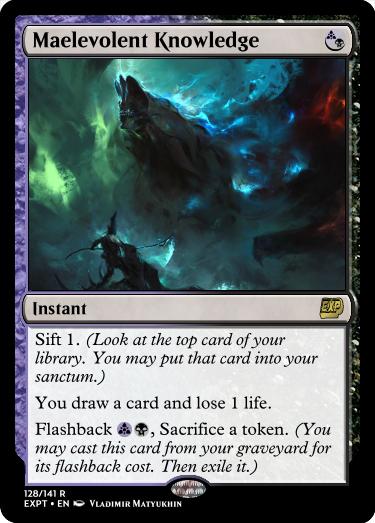 Maelevolent Knowledge
Instant
EXP
Sift 1. (Look at the top card of your
library. You may put that card into your
sanctum.)
You draw a card and lose 1 life.
Flashback , Sacrifice a token. (You
may cast this card from your graveyard for
its flashback cost. Then exile it.)
128/141 R
EXPT • EN Vladimir Matyukhin